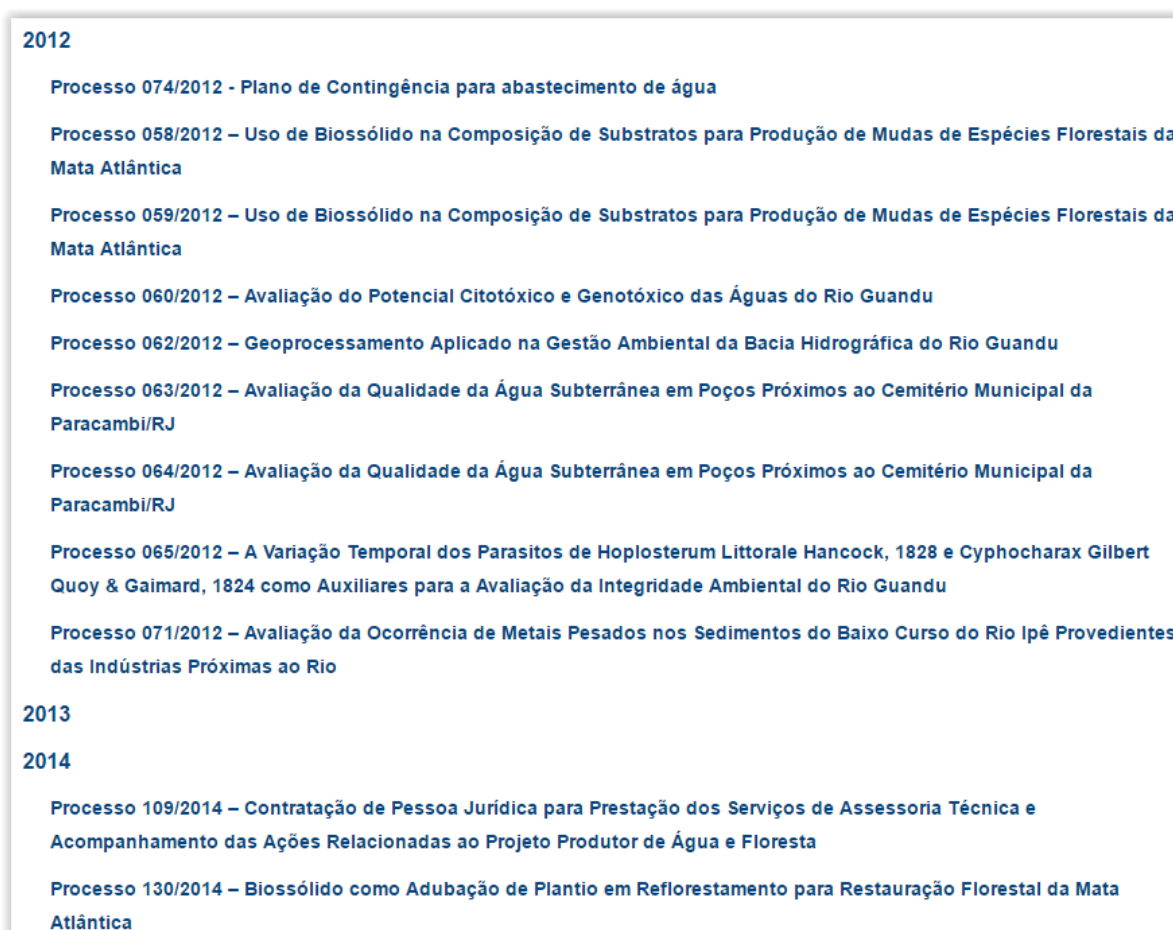 2012
Processo 074/2012 - Plano de Contingência para abastecimento de água
Processo 058/2012 – Uso de Biossólido na Composição de Substratos para Produção de Mudas de Espécies Florestais da
Mata Atlântica
Processo 059/2012 – Uso de Biossólido na Composição de Substratos para Produção de Mudas de Espécies Florestais da
Mata Atlântica
Processo 060/2012 – Avaliação do Potencial Citotóxico e Genotóxico das Águas do Rio Guandu
Processo 062/2012 – Geoprocessamento Aplicado na Gestão Ambiental da Bacia Hidrográfica do Rio Guandu
Processo 063/2012 – Avaliação da Qualidade da Água Subterrânea em Poços Próximos ao Cemitério Municipal da
Paracambi/RJ
Processo 064/2012 – Avaliação da Qualidade da Água Subterrânea em Poços Próximos ao Cemitério Municipal da
Paracambi/RJ
Processo 065/2012 – A Variação Temporal dos Parasitos de Hoplosterum Littorale Hancock, 1828 e Cyphocharax Gilbert
Quoy & Gaimard, 1824 como Auxiliares para a Avaliação da Integridade Ambiental do Rio Guandu
Processo 071/2012 – Avaliação da Ocorrência de Metais Pesados nos Sedimentos do Baixo Curso do Rio Ipê Provedientes
das Indústrias Próximas ao Rio
2013
2014
Processo 109/2014 – Contratação de Pessoa Jurídica para Prestação dos Serviços de Assessoria Técnica e
Acompanhamento das Ações Relacionadas ao Projeto Produtor de Água e Floresta
Processo 130/2014 – Biossólido como Adubação de Plantio em Reflorestamento para Restauração Florestal da Mata
Atlântica